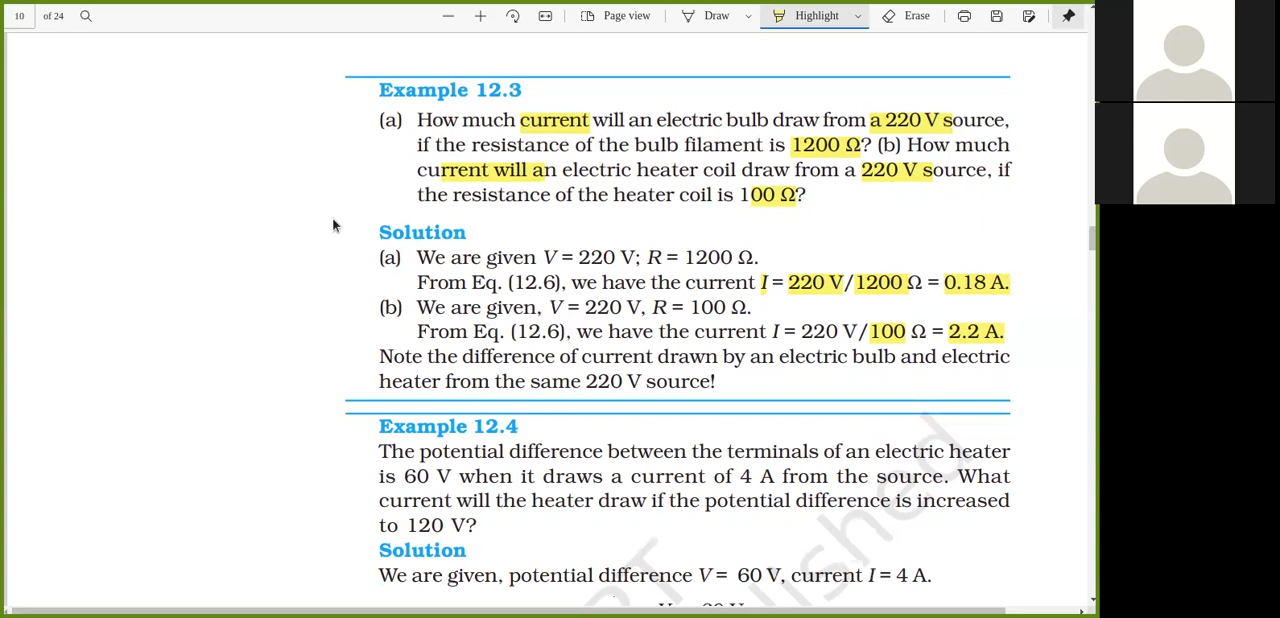 10 of 24 Page view Draw Highlight Erase
Example 12.3
(a) How much current will an electric bulb draw from a 220 V source,
if the resistance of the bulb filament is 1200 Ω? (b) How much
current will an electric heater coil draw from a 220 V source, if
the resistance of the heater coil is 100 Ω?
Solution
(a) We are given V = 220 V; R = 1200 Ω.
From Eq. (12.6), we have the current I = 220 V/1200 Ω = 0.18 A.
(b) We are given, V = 220 V, R = 100 Ω.
From Eq. (12.6), we have the current I = 220 V/100 Ω = 2.2 A.
Note the difference of current drawn by an electric bulb and electric
heater from the same 220 V source!
Example 12.4
The potential difference between the terminals of an electric heater
is 60 V when it draws a current of 4 A from the source. What
current will the heater draw if the potential difference is increased
to 120 V?
Solution
We are given, potential difference V = 60 V, current I = 4 A.